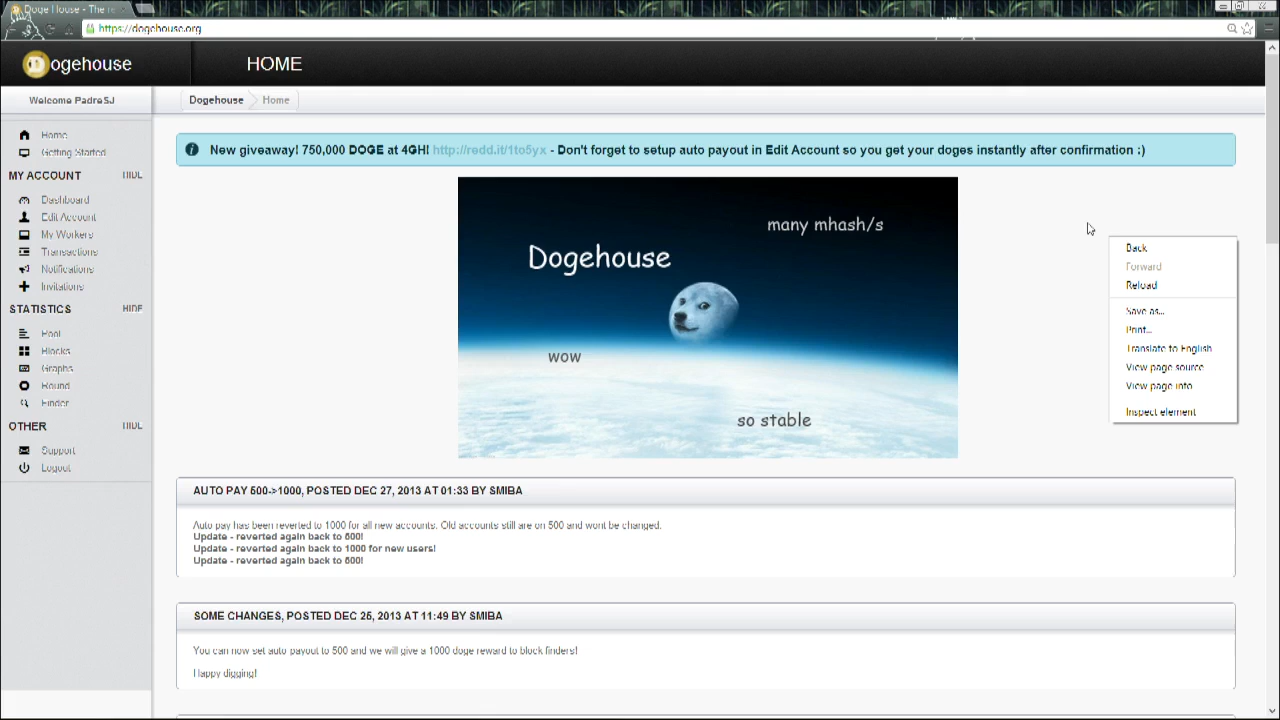 Doge House - The re
https://dogehouse.org
Dogehouse
HOME
Welcome PadreSJ
Dogehouse Home
Home
Getting Started
MY ACCOUNT HIDE
Dashboard
Edit Account
My Workers
Transactions
Notifications
Invitations
STATISTICS HIDE
Pool
Blocks
Graphs
Round
Finder
OTHER HIDE
Support
Logout
New giveaway! 750,000 DOGE at 4GH! http://redd.it/1to5yx - Don't forget to setup auto payout in Edit Account so you get your doges instantly after confirmation :)
many mhash/s
Dogehouse
wow
so stable
Back
Forward
Reload
Save as...
Print...
Translate to English
View page source
View page info
Inspect element
AUTO PAY 500->1000, POSTED DEC 27, 2013 AT 01:33 BY SMIBA
Auto pay has been reverted to 1000 for all new accounts. Old accounts still are on 500 and wont be changed.
Update - reverted again back to 500!
Update - reverted again back to 1000 for new users!
Update - reverted again back to 500!
SOME CHANGES, POSTED DEC 25, 2013 AT 11:49 BY SMIBA
You can now set auto payout to 500 and we will give a 1000 doge reward to block finders!
Happy digging!